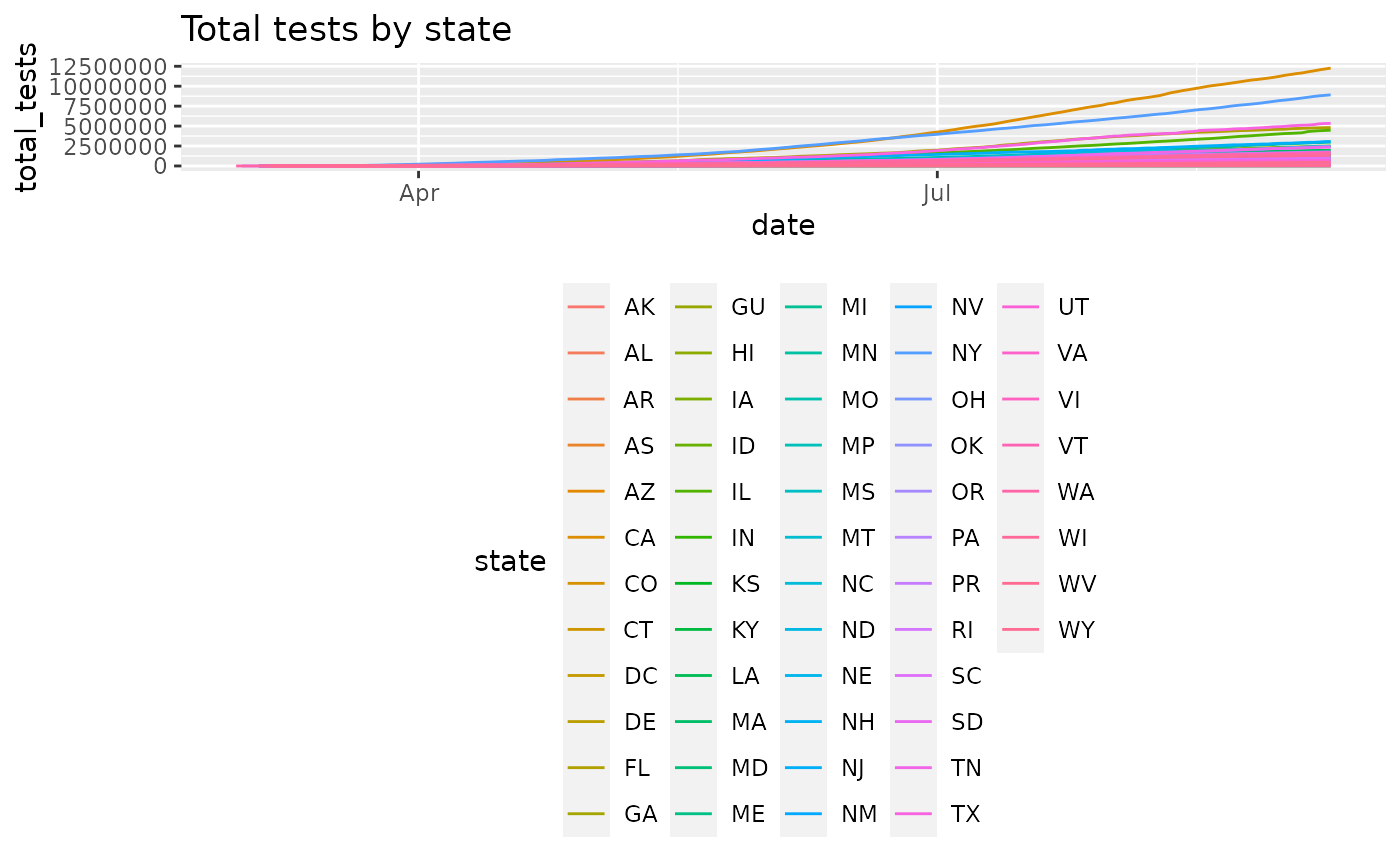 Total tests by state
total_tests
12500000
10000000
7500000
5000000
2500000
0
Apr Jul
date
state
AK GU MI NV UT
AL HI MN NY VA
AR IA MO OH VI
AS ID MP OK VT
AZ IL MS OR WA
CA IN MT PA WI
CO KS NC PR WV
CT KY ND RI WY
DC LA NE SC
DE MA NH SD
FL MD NJ TN
GA ME NM TX